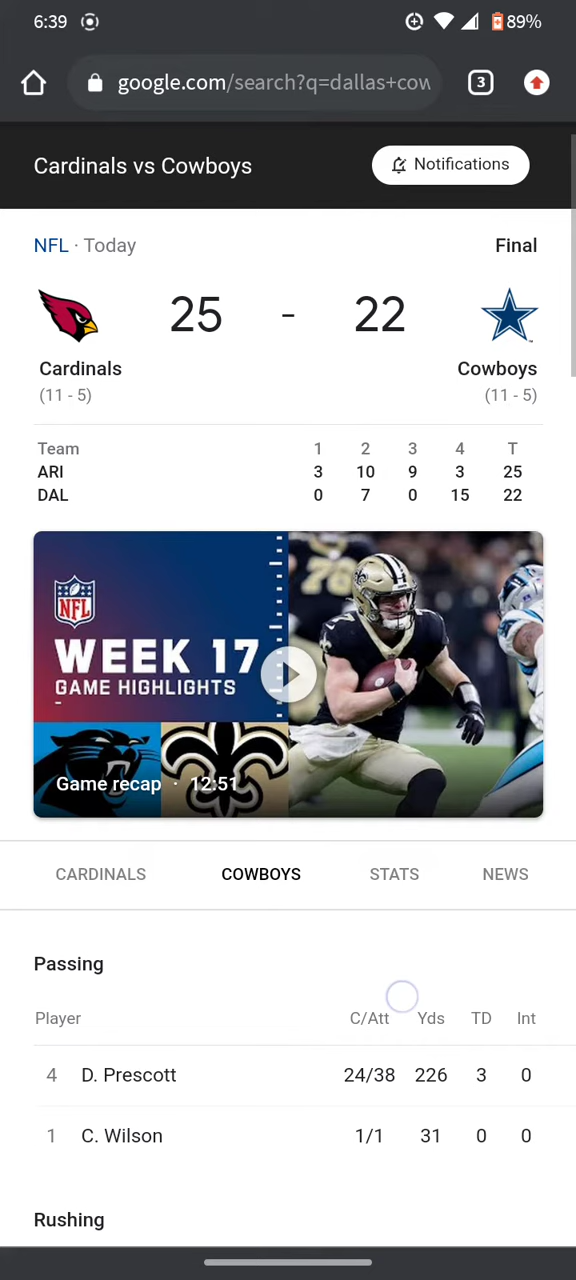 6:39 89%
google.com/search?q=dallas+cow 3
Cardinals vs Cowboys Notifications
NFL · Today Final
25 - 22
Cardinals Cowboys
(11 - 5) (11 - 5)
Team 1 2 3 4 T
ARI 3 10 9 3 25
DAL 0 7 0 15 22
NFL
WEEK 17
GAME HIGHLIGHTS
Game recap · 12:51
CARDINALS COWBOYS STATS NEWS
Passing
Player C/Att Yds TD Int
4 D. Prescott 24/38 226 3 0
1 C. Wilson 1/1 31 0 0
Rushing